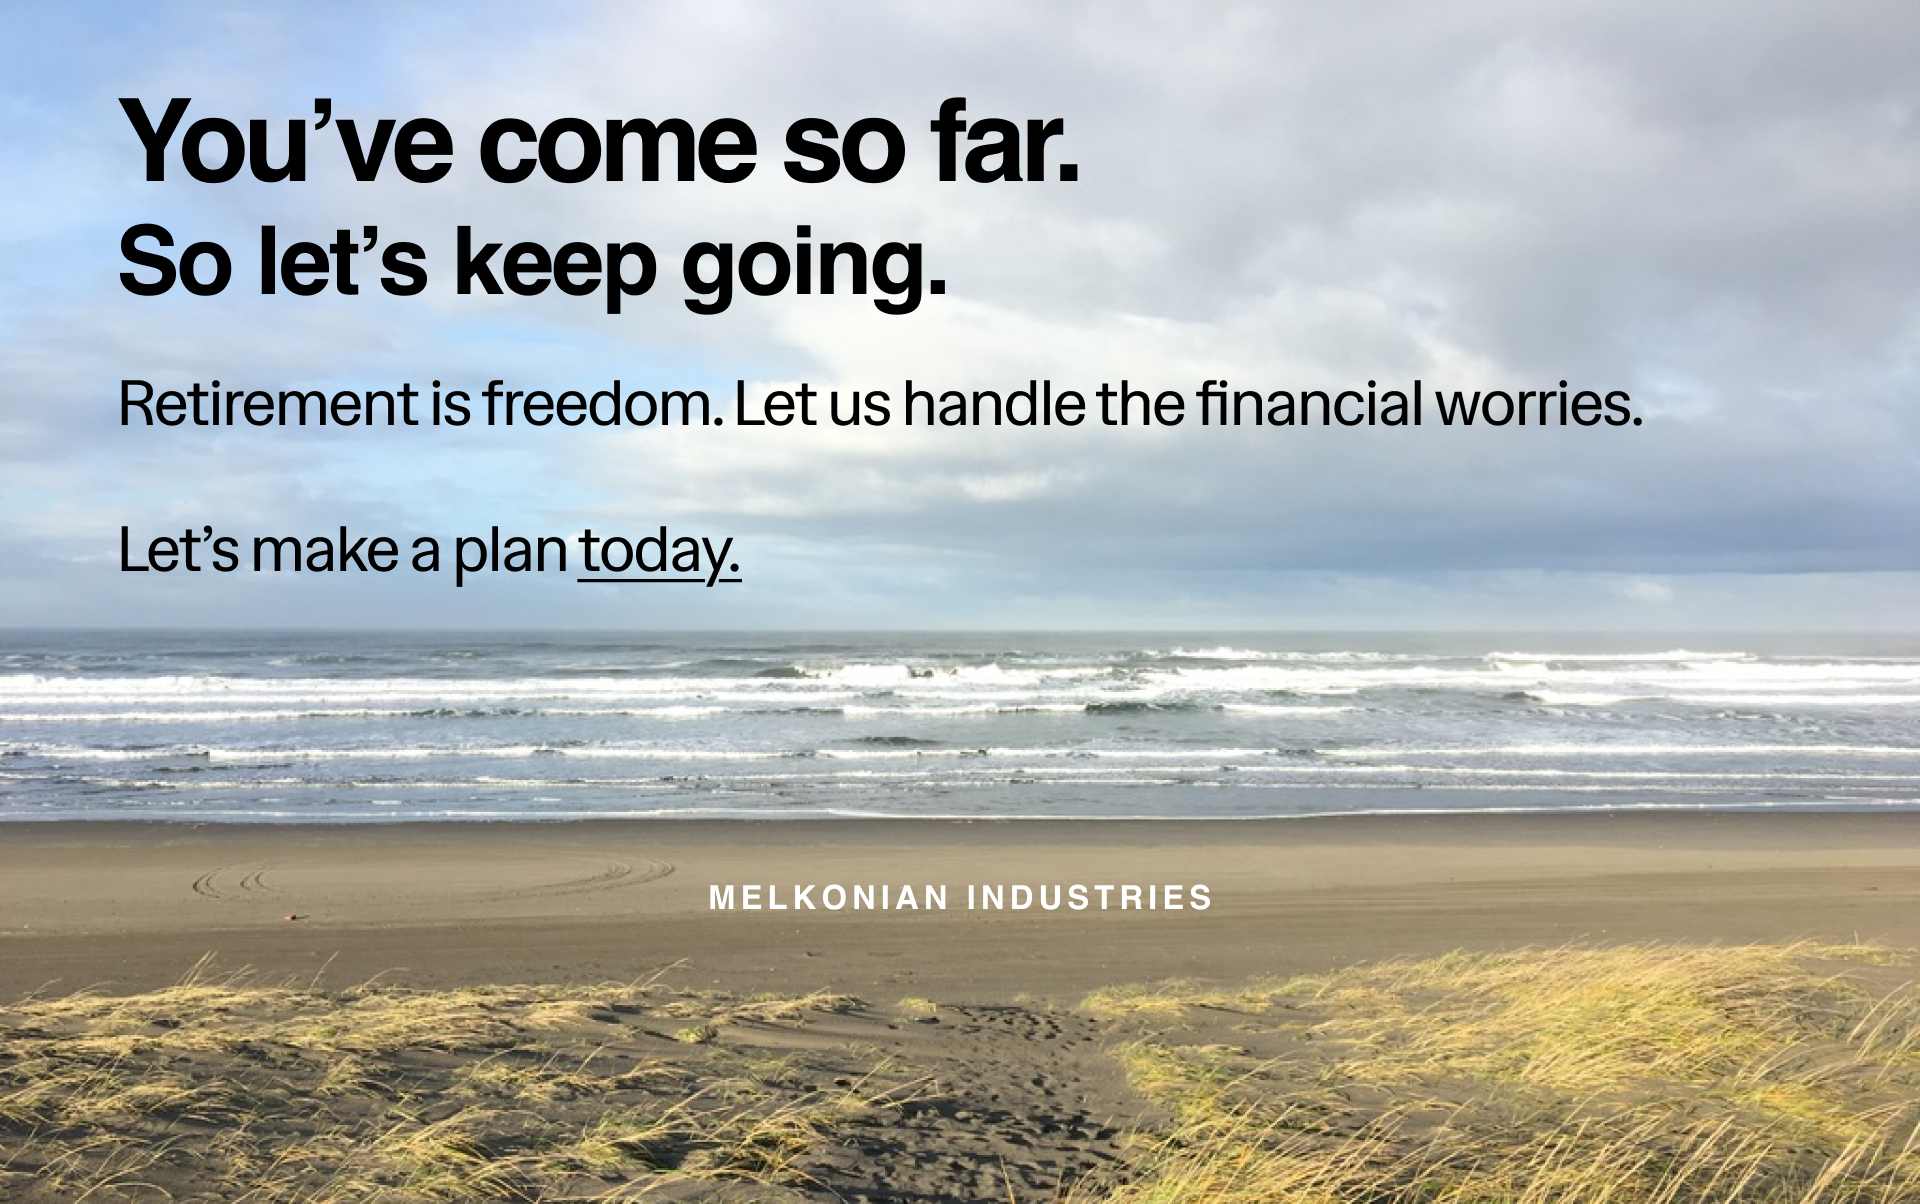 You’ve come so far.
So let’s keep going.
Retirement is freedom. Let us handle the financial worries.
Let’s make a plan today.
MELKONIAN INDUSTRIES